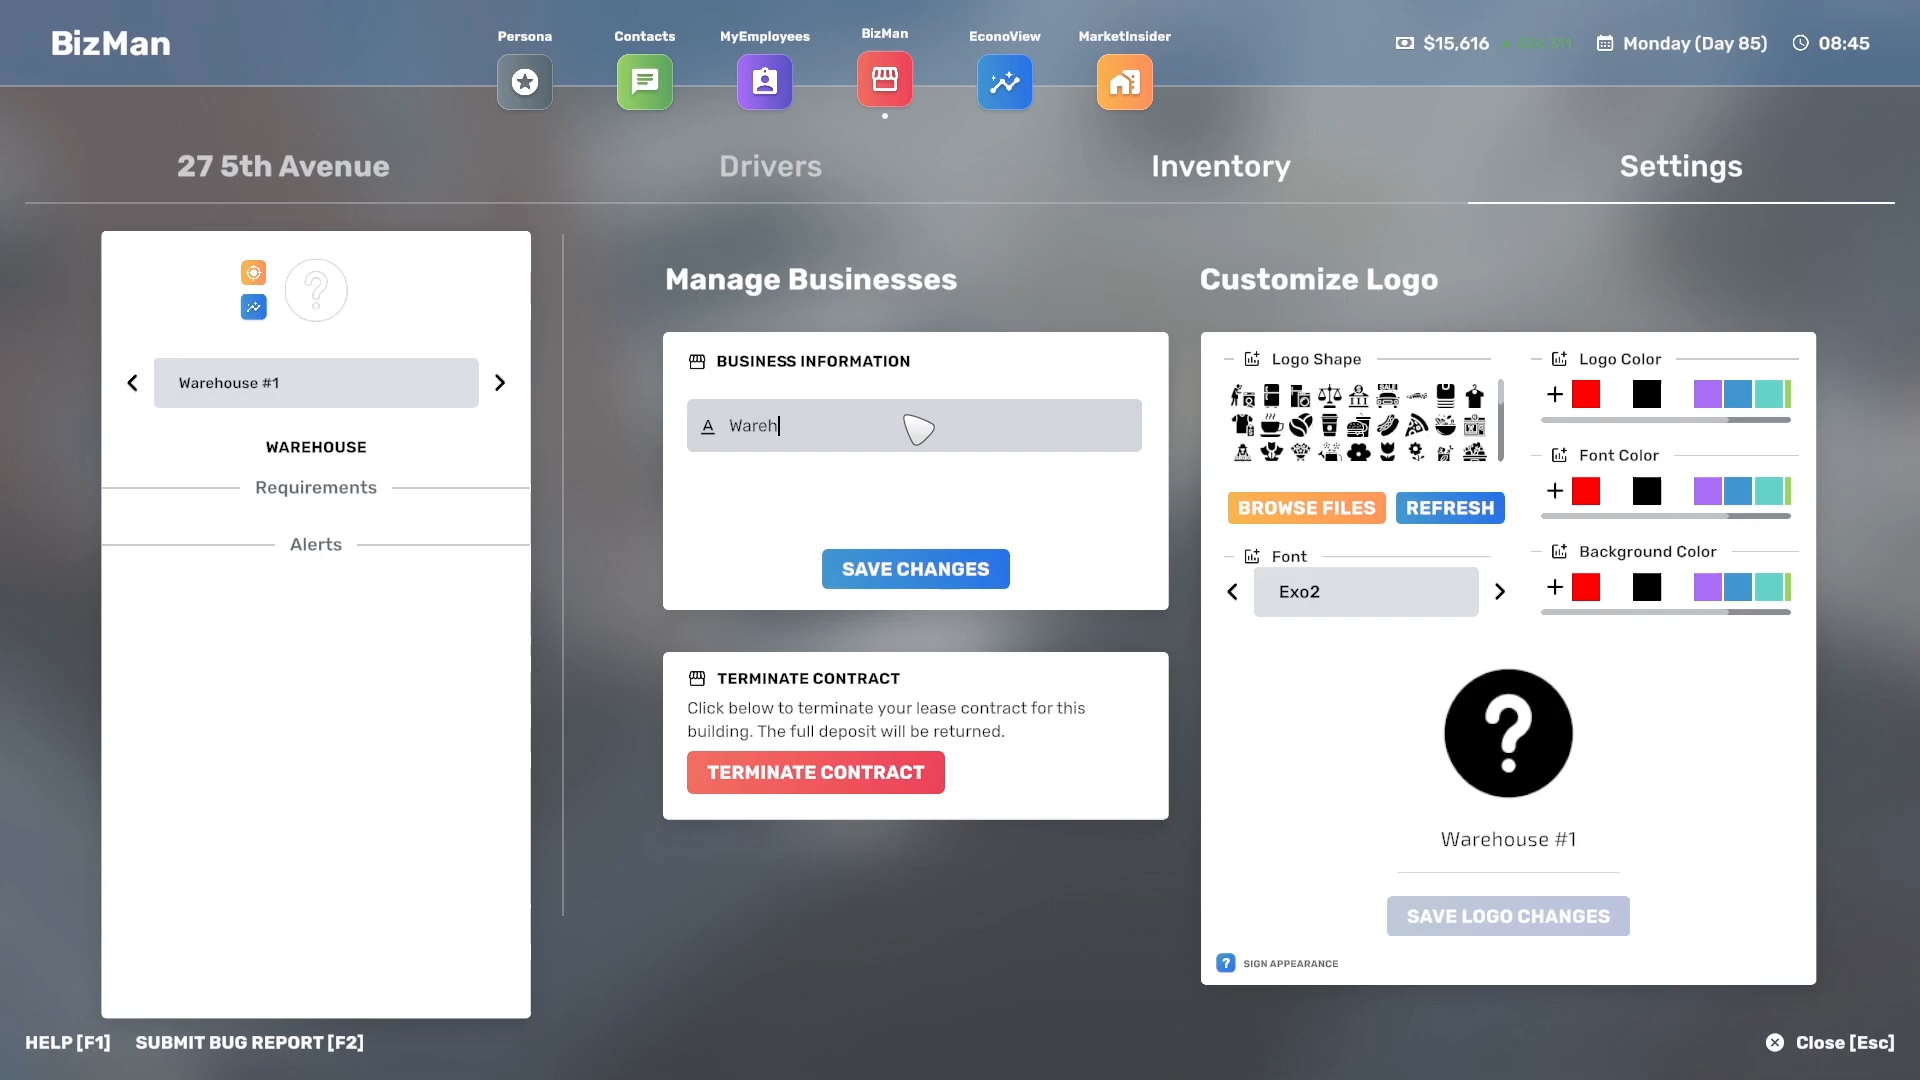 BizMan
Persona
Contacts
MyEmployees
BizMan
EconoView
MarketInsider
$15,616
Monday (Day 85)
08:45
27 5th Avenue
Drivers
Inventory
Settings
Warehouse #1
WAREHOUSE
Requirements
Alerts
Manage Businesses
BUSINESS INFORMATION
Wareh
SAVE CHANGES
TERMINATE CONTRACT
Click below to terminate your lease contract for this
building. The full deposit will be returned.
TERMINATE CONTRACT
Customize Logo
Logo Shape
SALE
BROWSE FILES
REFRESH
Font
Exo2
Logo Color
Font Color
Background Color
Warehouse #1
SAVE LOGO CHANGES
SIGN APPEARANCE
HELP [F1]
SUBMIT BUG REPORT [F2]
Close [Esc]